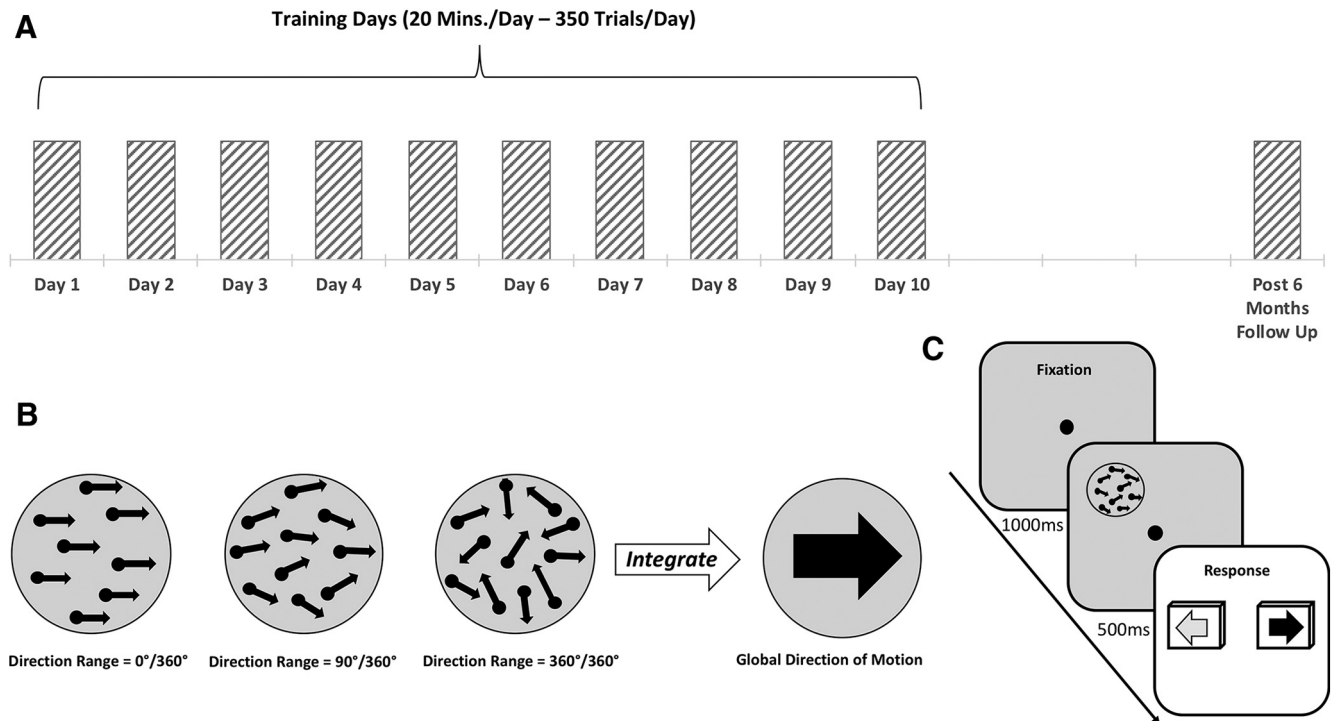 A
Training Days (20 Mins./Day – 350 Trials/Day)
Day 1
Day 2
Day 3
Day 4
Day 5
Day 6
Day 7
Day 8
Day 9
Day 10
Post 6
Months
Follow Up
B
Direction Range = 0°/360°
Direction Range = 90°/360°
Direction Range = 360°/360°
Integrate
Global Direction of Motion
C
Fixation
1000ms
500ms
Response